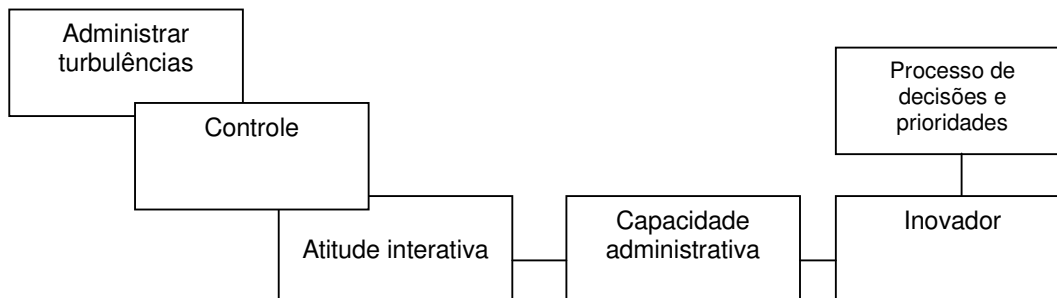 Administrar
turbulências
Controle
Atitude interativa
Capacidade
administrativa
Inovador
Processo de
decisões e
prioridades